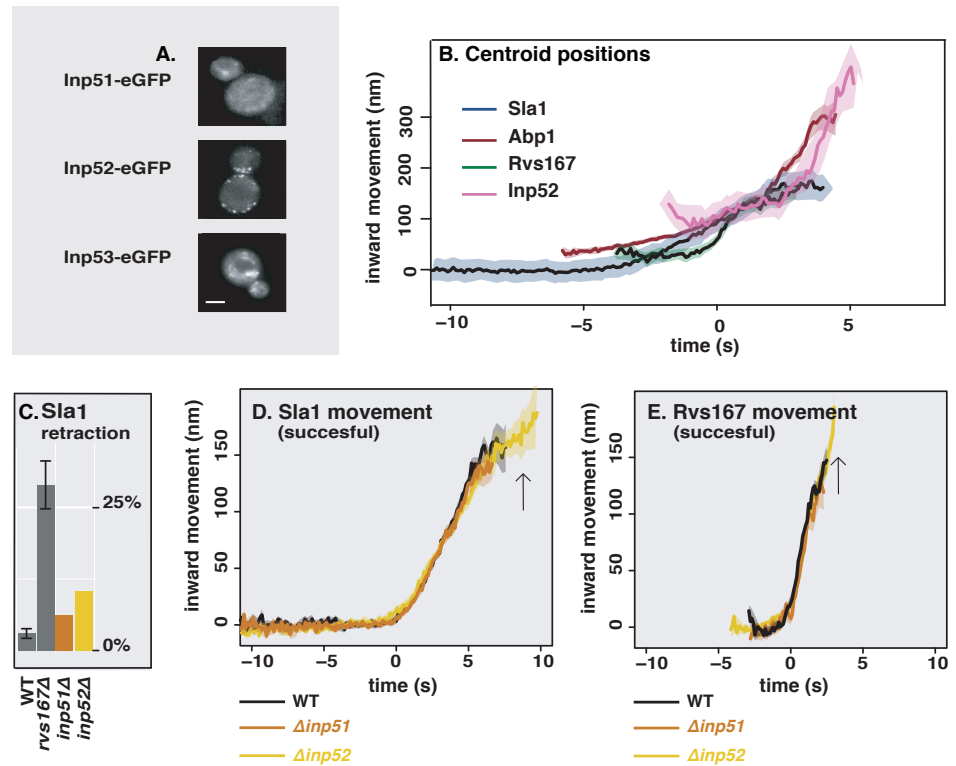 A.
Inp51-eGFP
Inp52-eGFP
Inp53-eGFP
B. Centroid positions
Sla1
Abp1
Rvs167
Inp52
inward movement (nm)
0
100
200
300
−10
−5
0
5
time (s)
C. Sla1
retraction
25%
0%
WT
rvs167Δ
inp51Δ
inp52Δ
D. Sla1 movement
(succesful)
inward movement (nm)
0
50
100
150
−10
−5
0
5
10
time (s)
WT
Δinp51
Δinp52
E. Rvs167 movement
(succesful)
inward movement (nm)
0
50
100
150
−10
−5
0
5
10
time (s)
WT
Δinp51
Δinp52